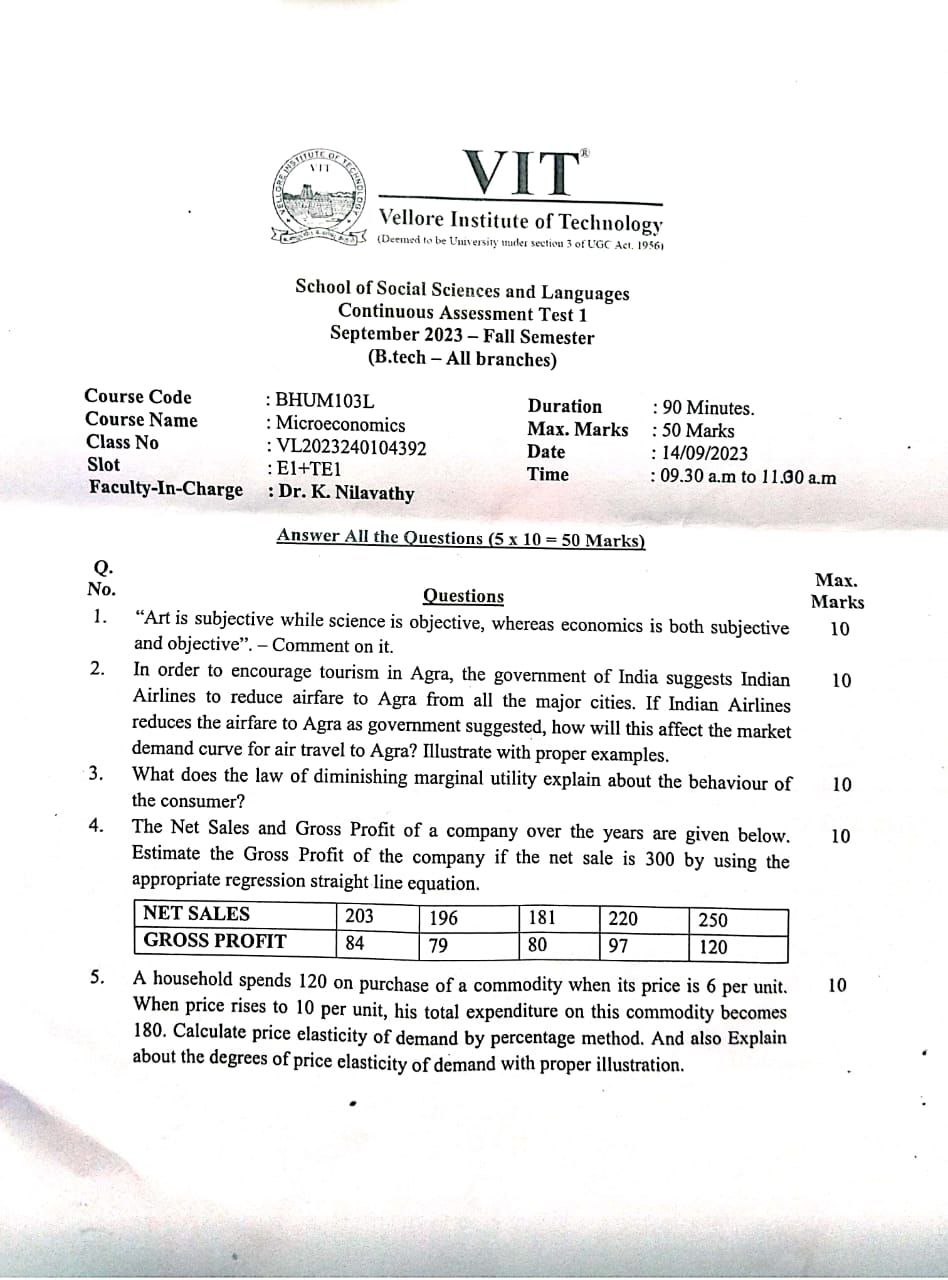 VELLORE INSTITUTE OF TECHNOLOGY
VIT
VIT®
Vellore Institute of Technology
(Deemed to be University under section 3 of UGC Act, 1956)
School of Social Sciences and Languages
Continuous Assessment Test 1
September 2023 – Fall Semester
(B.tech – All branches)
Course Code : BHUM103L Duration : 90 Minutes.
Course Name : Microeconomics Max. Marks : 50 Marks
Class No : VL2023240104392 Date : 14/09/2023
Slot : E1+TE1 Time : 09.30 a.m to 11.00 a.m
Faculty-In-Charge : Dr. K. Nilavathy
Answer All the Questions (5 x 10 = 50 Marks)
Q. No. Questions Max. Marks
1. “Art is subjective while science is objective, whereas economics is both subjective 10
and objective”. – Comment on it.
2. In order to encourage tourism in Agra, the government of India suggests Indian 10
Airlines to reduce airfare to Agra from all the major cities. If Indian Airlines
reduces the airfare to Agra as government suggested, how will this affect the market
demand curve for air travel to Agra? Illustrate with proper examples.
3. What does the law of diminishing marginal utility explain about the behaviour of 10
the consumer?
4. The Net Sales and Gross Profit of a company over the years are given below. 10
Estimate the Gross Profit of the company if the net sale is 300 by using the
appropriate regression straight line equation.
NET SALES 203 196 181 220 250
GROSS PROFIT 84 79 80 97 120
5. A household spends 120 on purchase of a commodity when its price is 6 per unit. 10
When price rises to 10 per unit, his total expenditure on this commodity becomes
180. Calculate price elasticity of demand by percentage method. And also Explain
about the degrees of price elasticity of demand with proper illustration.